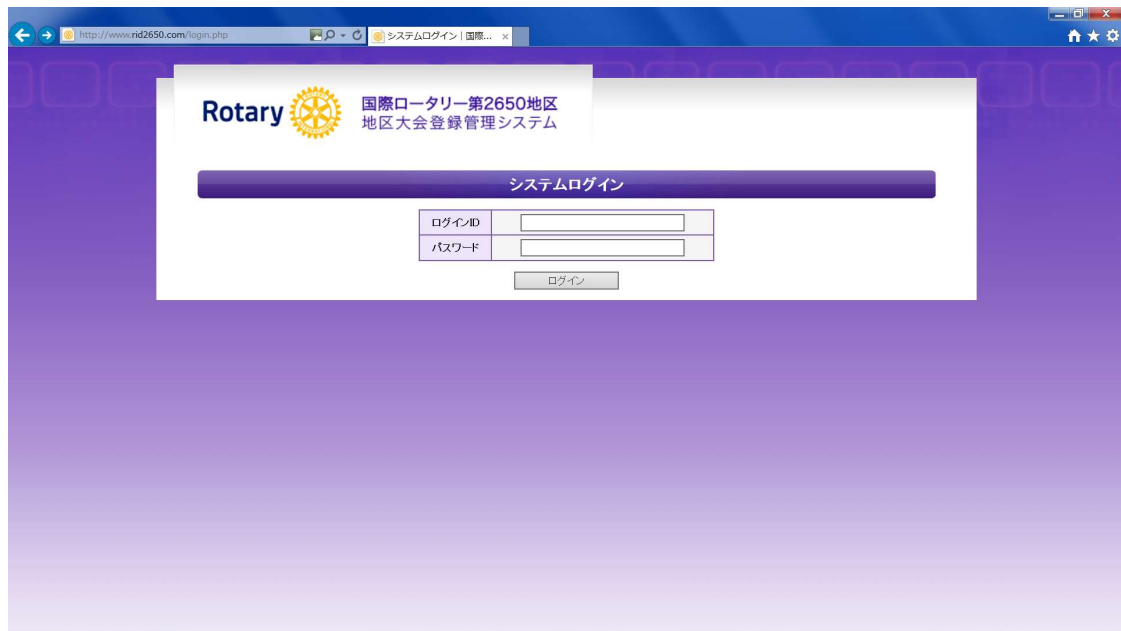 http://www.rid2650.com/login.php
システムログイン | 国際...
Rotary
国際ロータリー第2650地区
地区大会登録管理システム
システムログイン
ログインID
パスワード
ログイン